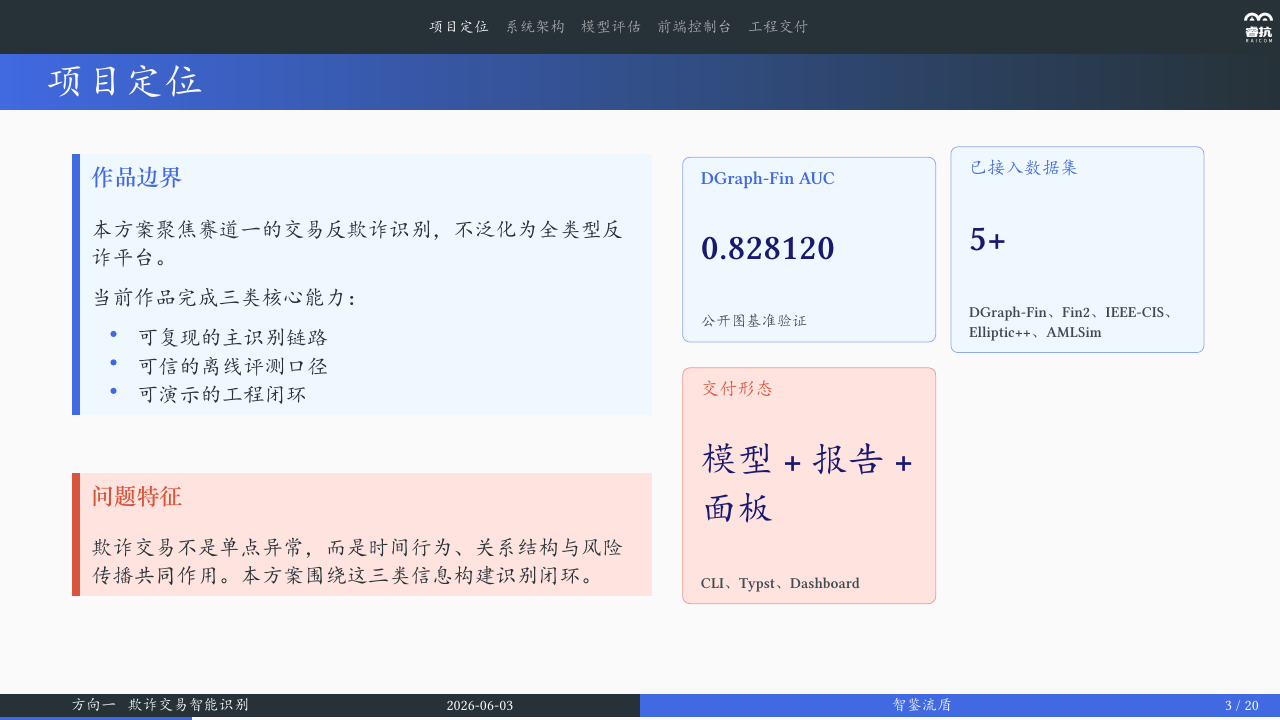 项目定位 系统架构 模型评估 前端控制台 工程交付
睿抗
RAICOM
项目定位
作品边界
本方案聚焦赛道一的交易反欺诈识别，不泛化为全类型反
诈平台。
当前作品完成三类核心能力：
• 可复现的主识别链路
• 可信的离线评测口径
• 可演示的工程闭环
问题特征
欺诈交易不是单点异常，而是时间行为、关系结构与风险
传播共同作用。本方案围绕这三类信息构建识别闭环。
DGraph-Fin AUC
0.828120
公开图基准验证
已接入数据集
5+
DGraph-Fin、Fin2、IEEE-CIS、
Elliptic++、AMLSim
交付形态
模型 + 报告 +
面板
CLI、Typst、Dashboard
方向一 欺诈交易智能识别
2026-06-03
智鉴流盾
3 / 20